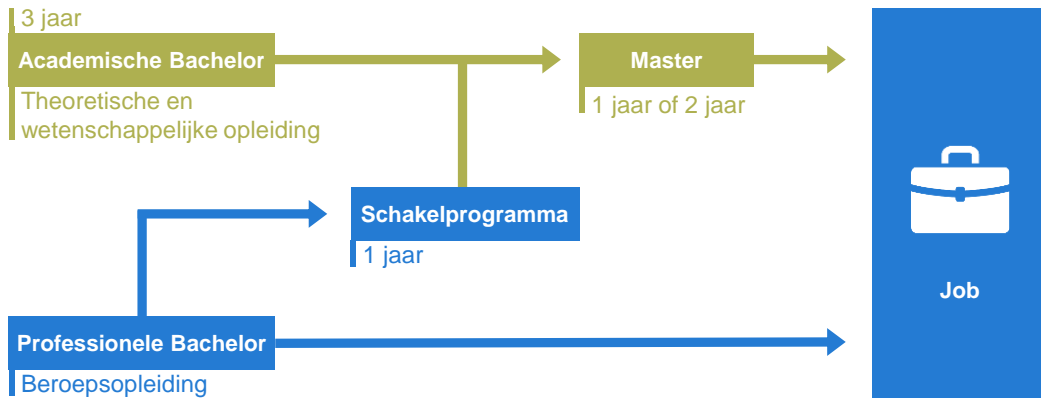 3 jaar
Academische Bachelor
Theoretische en
wetenschappelijke opleiding
Master
1 jaar of 2 jaar
Schakelprogramma
1 jaar
Professionele Bachelor
Beroepsopleiding
Job